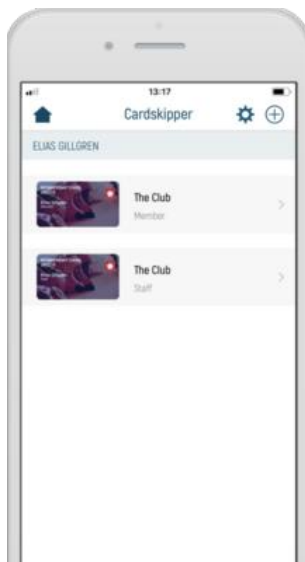 13:17
Cardskipper
ELIAS GILLGREN
The Club
Member
The Club
Staff